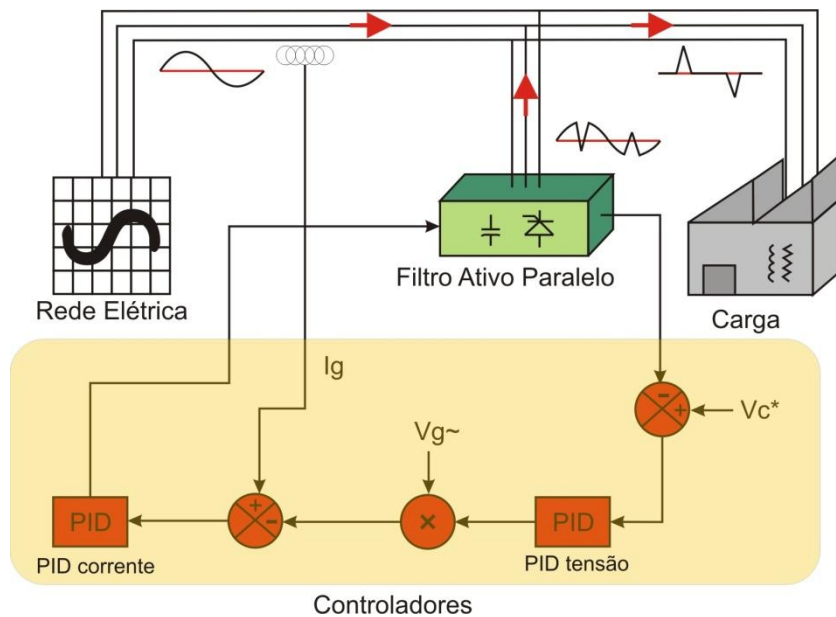 Rede Elétrica
Filtro Ativo Paralelo
Carga
Ig
-
+
Vc*
Vg~
+
-
×
PID
PID
PID corrente
PID tensão
Controladores